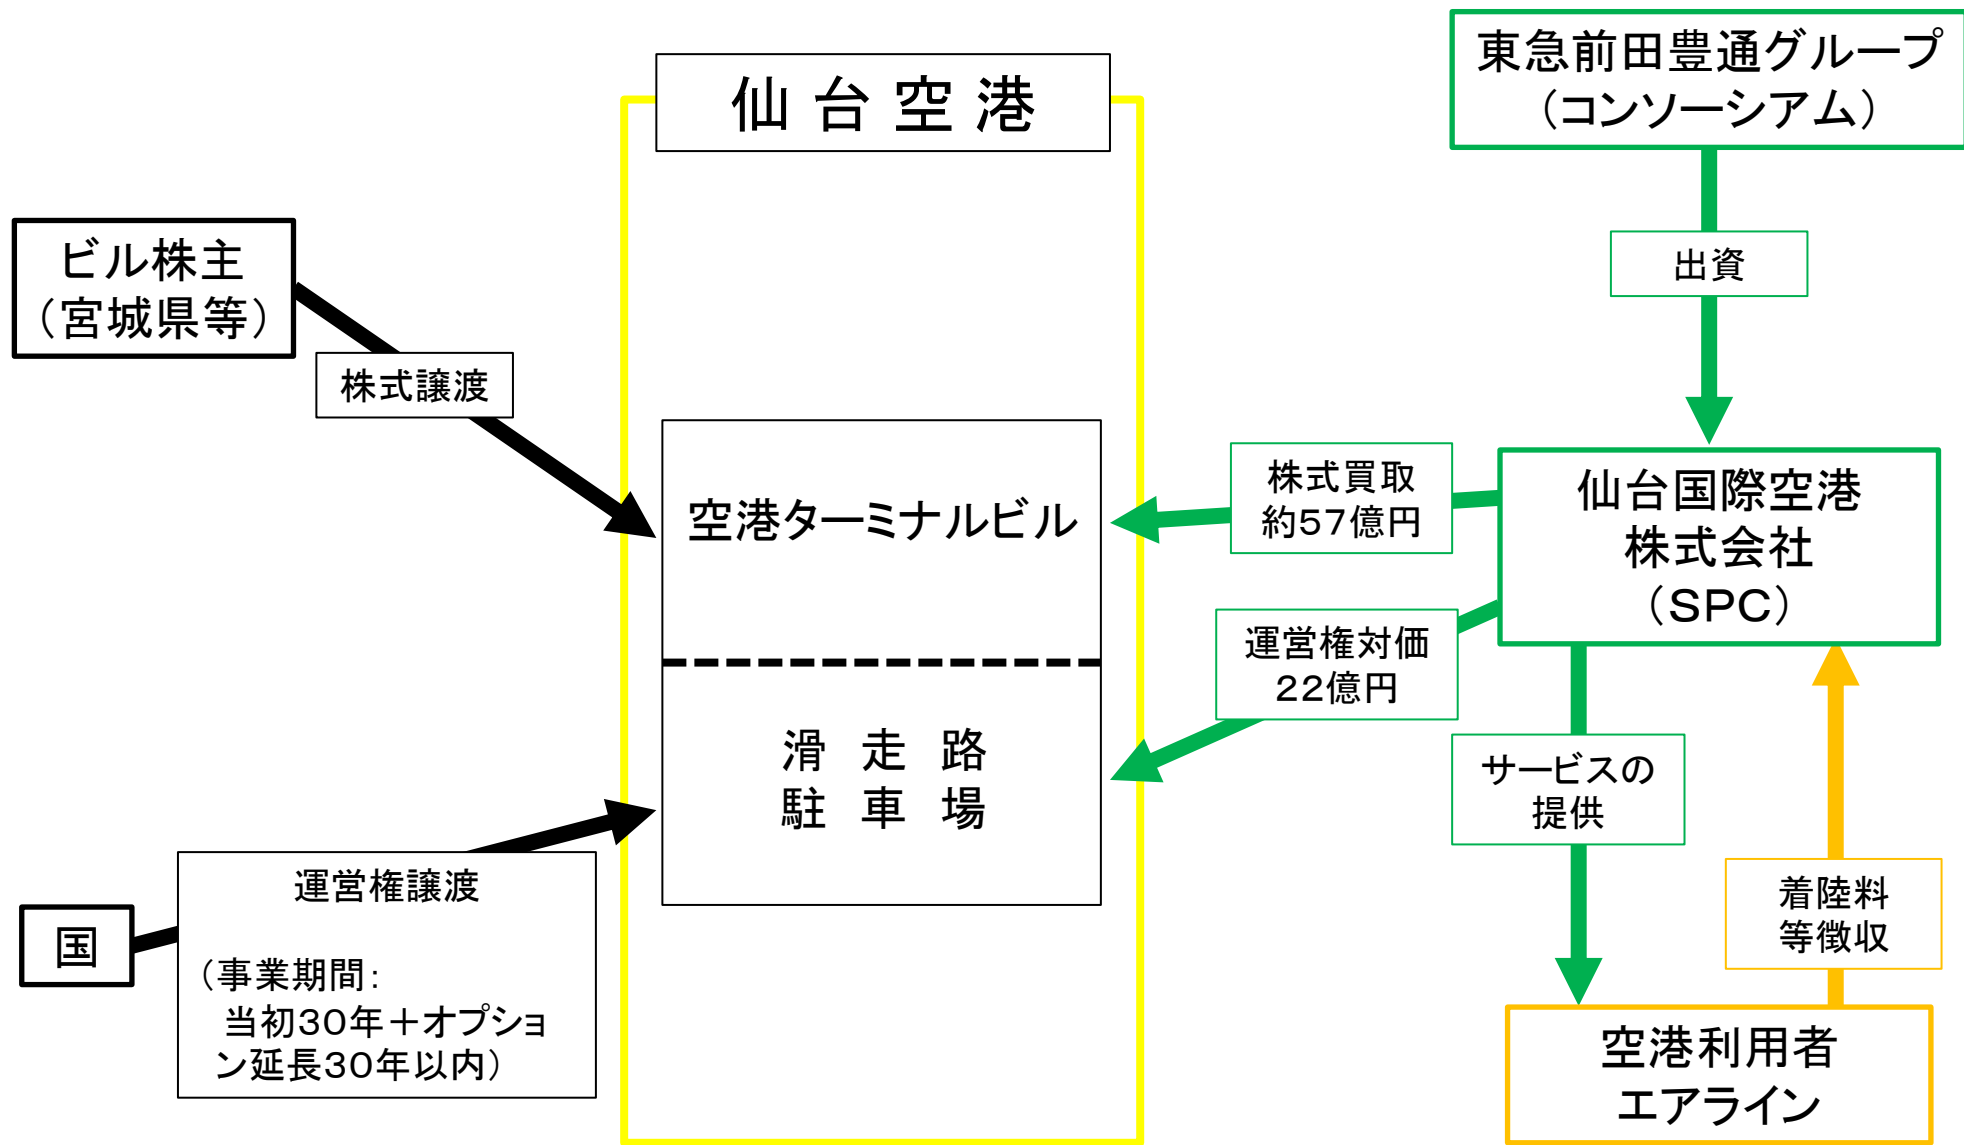 仙台空港
東急前田豊通グループ
（コンソーシアム）
出資
ビル株主
（宮城県等）
株式譲渡
空港ターミナルビル
滑走路
駐車場
株式買取
約57億円
仙台国際空港
株式会社
（SPC）
運営権対価
22億円
サービスの
提供
着陸料
等徴収
国
運営権譲渡
（事業期間：
当初30年＋オプショ
ン延長30年以内）
空港利用者
エアライン